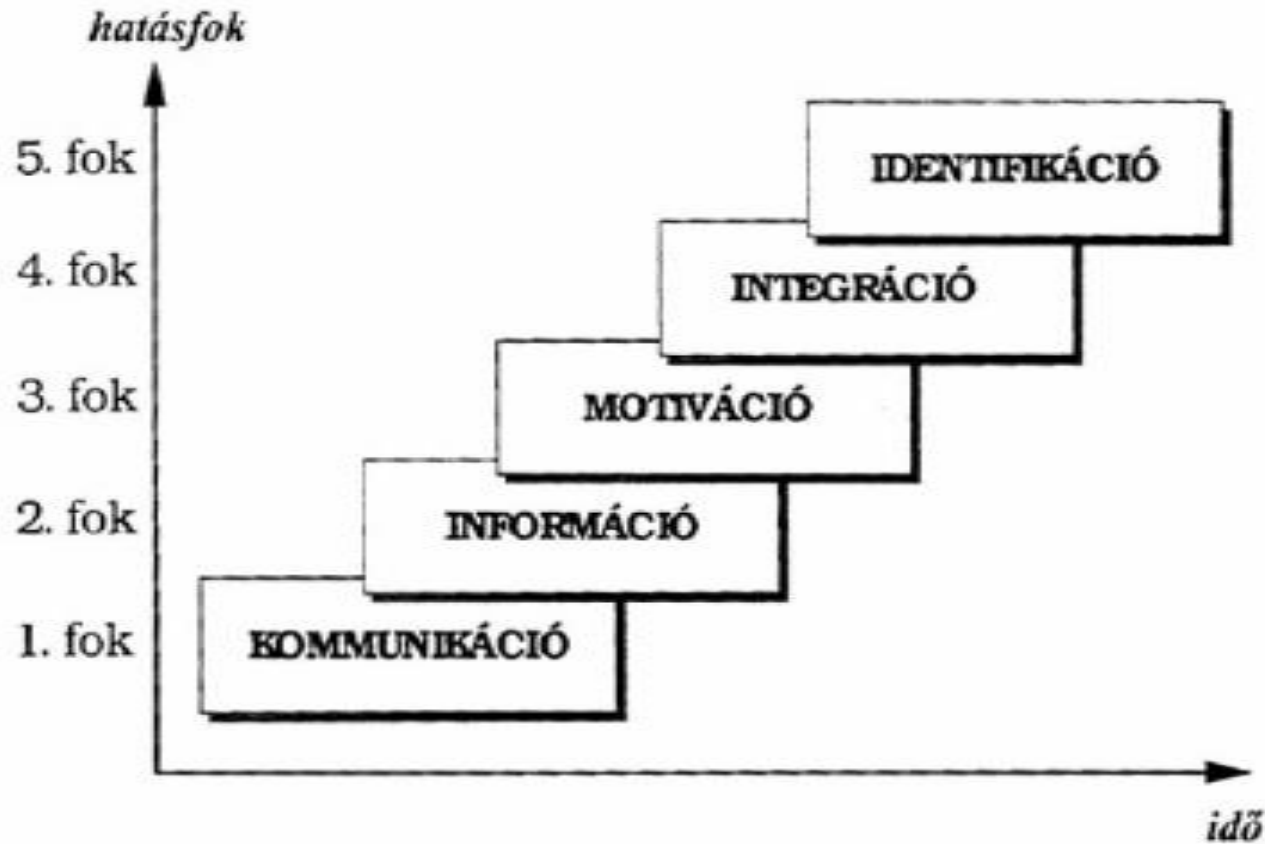 hatásfok
5. fok
IDENTIFIKÁCIÓ
4. fok
INTEGRÁCIÓ
3. fok
MOTIVÁCIÓ
2. fok
INFORMÁCIÓ
1. fok
KOMMUNIKÁCIÓ
idő